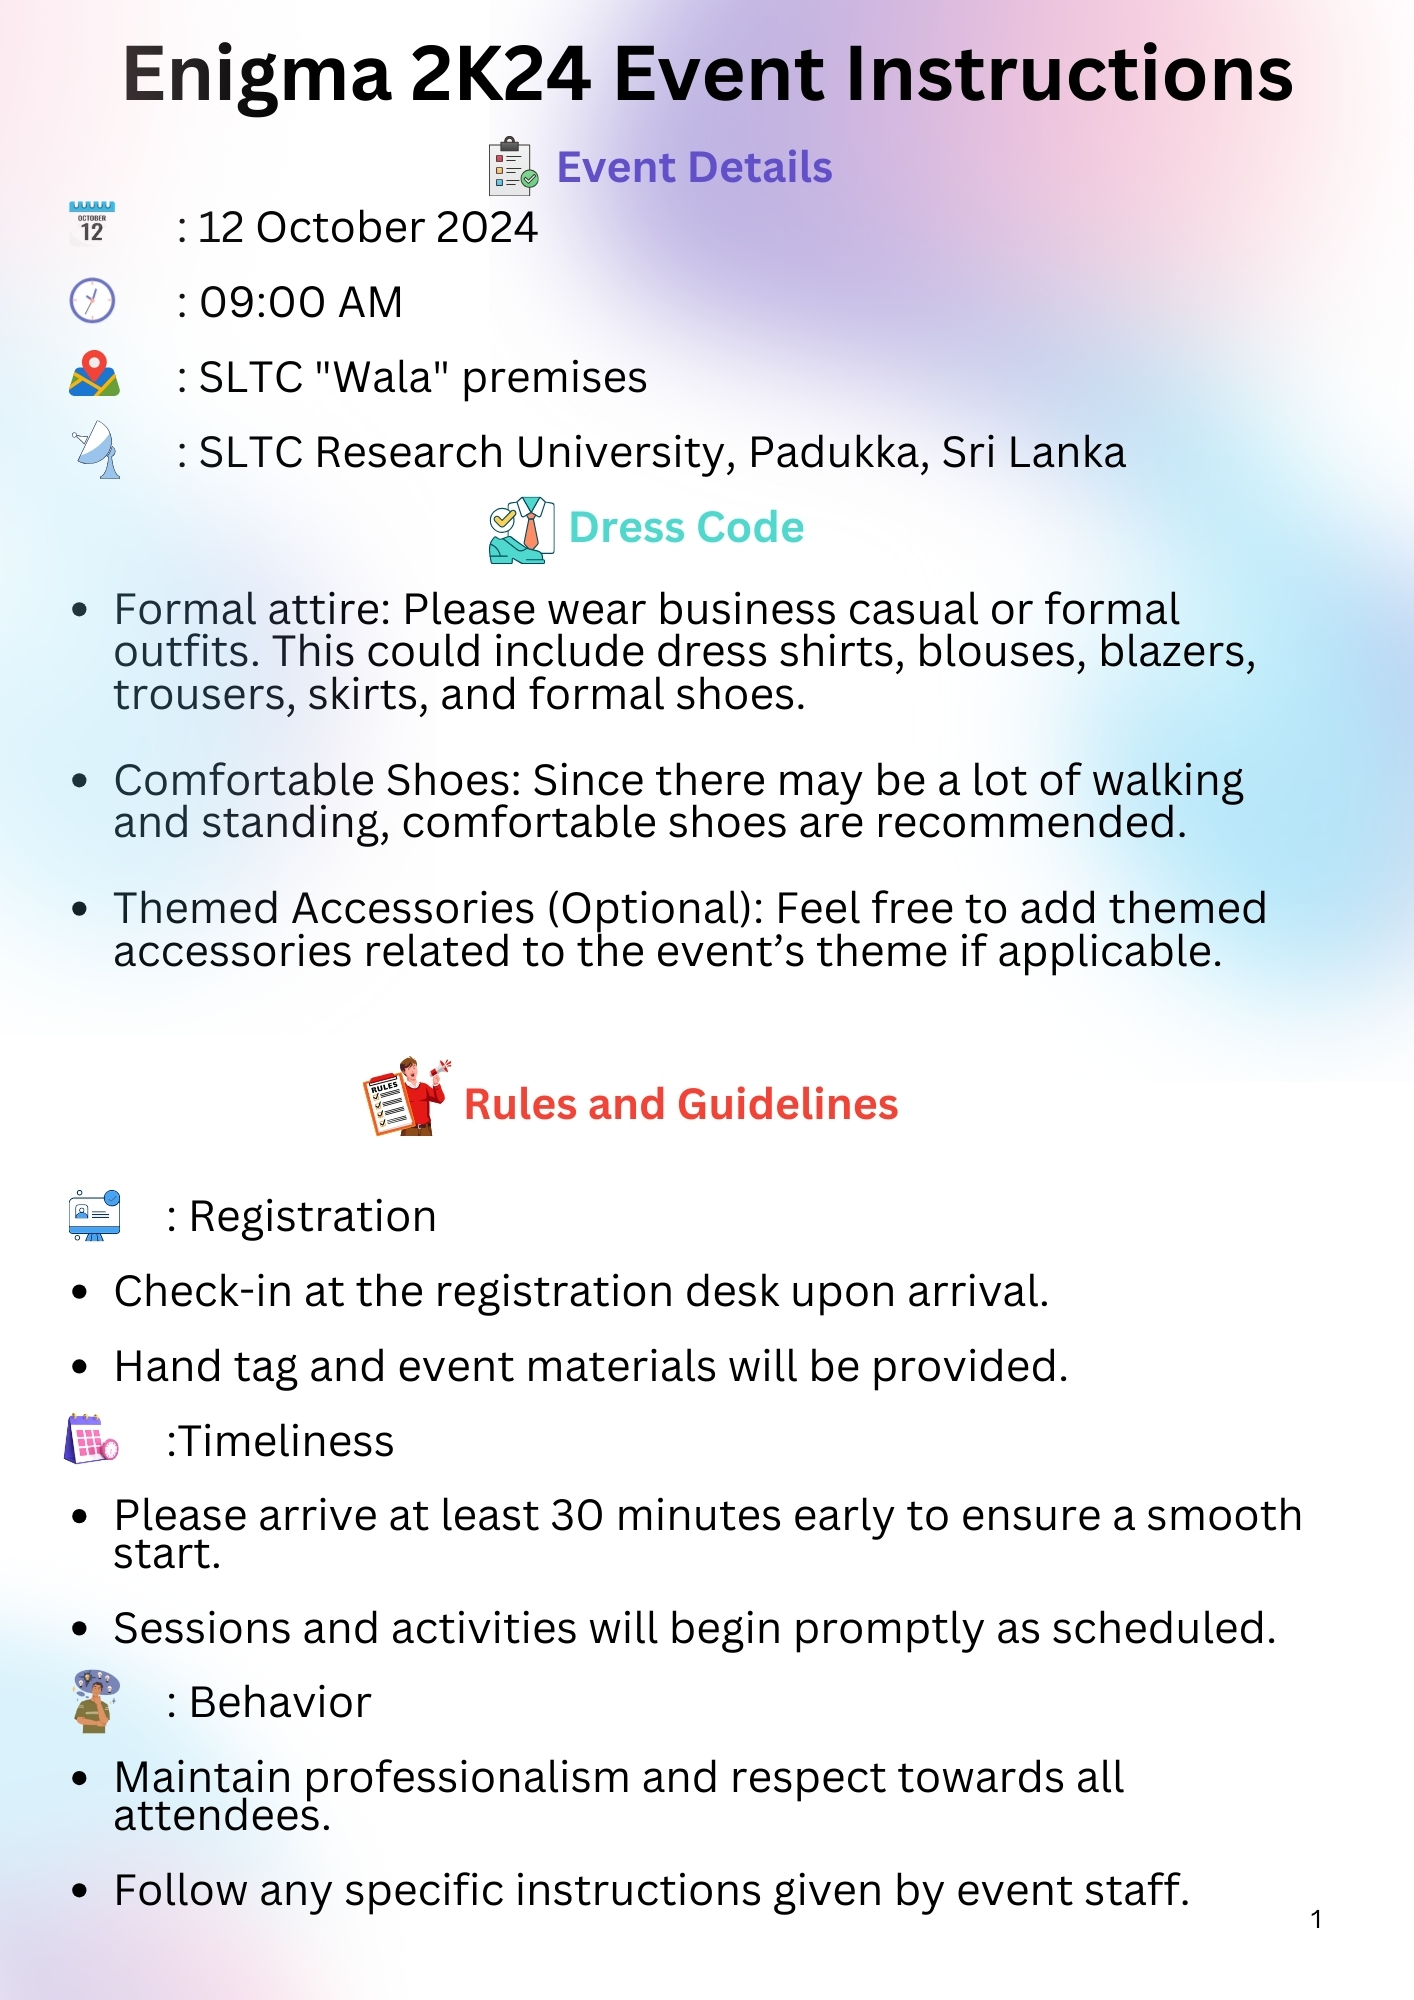 Enigma 2K24 Event Instructions
Event Details
OCTOBER
12
: 12 October 2024
: 09:00 AM
: SLTC "Wala" premises
: SLTC Research University, Padukka, Sri Lanka
Dress Code
• Formal attire: Please wear business casual or formal
outfits. This could include dress shirts, blouses, blazers,
trousers, skirts, and formal shoes.
• Comfortable Shoes: Since there may be a lot of walking
and standing, comfortable shoes are recommended.
• Themed Accessories (Optional): Feel free to add themed
accessories related to the event’s theme if applicable.
RULES
Rules and Guidelines
: Registration
• Check-in at the registration desk upon arrival.
• Hand tag and event materials will be provided.
:Timeliness
• Please arrive at least 30 minutes early to ensure a smooth
start.
• Sessions and activities will begin promptly as scheduled.
: Behavior
• Maintain professionalism and respect towards all
attendees.
• Follow any specific instructions given by event staff.
1